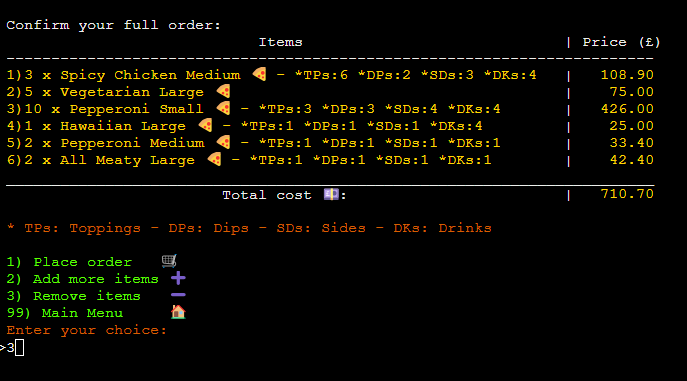 Confirm your full order:
Items | Price (£)
1)3 x Spicy Chicken Medium 🍕 - *TPs:6 *DPs:2 *SDs:3 *DKs:4 | 108.90
2)5 x Vegetarian Large 🍕 | 75.00
3)10 x Pepperoni Small 🍕 - *TPs:3 *DPs:3 *SDs:4 *DKs:4 | 426.00
4)1 x Hawaiian Large 🍕 - *TPs:1 *DPs:1 *SDs:1 *DKs:4 | 25.00
5)2 x Pepperoni Medium 🍕 - *TPs:1 *DPs:1 *SDs:1 *DKs:1 | 33.40
6)2 x All Meaty Large 🍕 - *TPs:1 *DPs:1 *SDs:1 *DKs:1 | 42.40
Total cost 💷: | 710.70
* TPs: Toppings - DPs: Dips - SDs: Sides - DKs: Drinks
1) Place order 🛒
2) Add more items ➕
3) Remove items ➖
99) Main Menu 🏠
Enter your choice:
>3